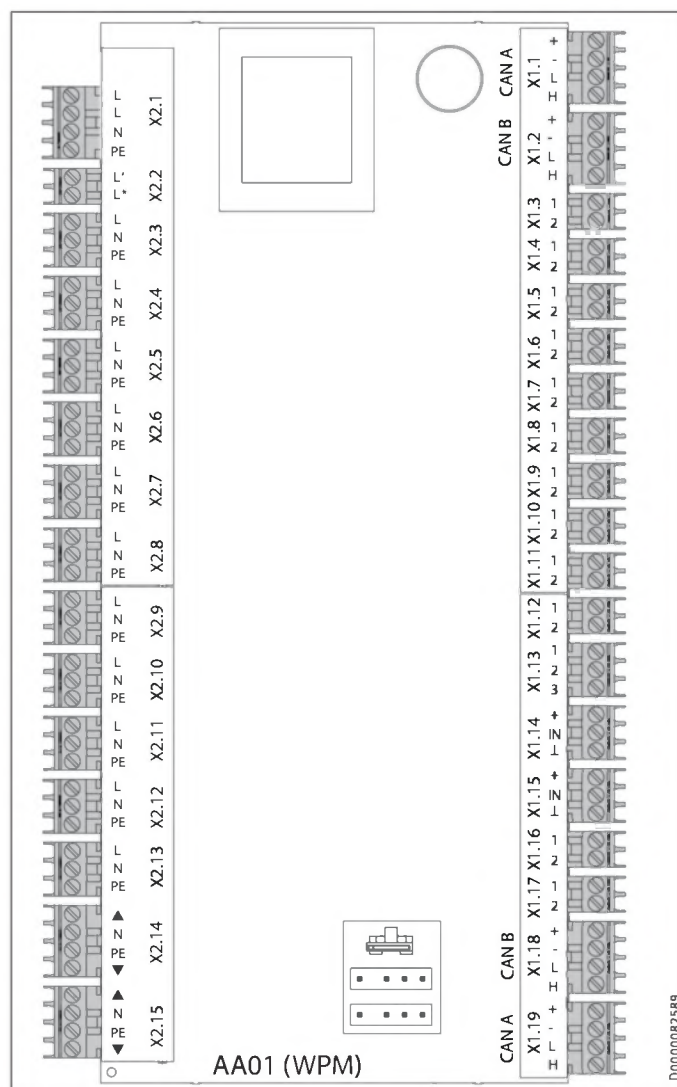 L
L
N
PE
X2.1
L'
L*
X2.2
L
N
PE
X2.3
L
N
PE
X2.4
L
N
PE
X2.5
L
N
PE
X2.6
L
N
PE
X2.7
L
N
PE
X2.8
L
N
PE
X2.9
L
N
PE
X2.10
L
N
PE
X2.11
L
N
PE
X2.12
L
N
PE
X2.13
▲
N
PE
▼
X2.14
▲
N
PE
▼
X2.15
AA01 (WPM)
CAN A
X1.1
+
-
L
H
CAN B
X1.2
+
-
L
H
X1.3
1
2
X1.4
1
2
X1.5
1
2
X1.6
1
2
X1.7
1
2
X1.8
1
2
X1.9
1
2
X1.10
1
2
X1.11
1
2
X1.12
1
2
X1.13
1
2
3
X1.14
+
IN
⊥
X1.15
+
IN
⊥
X1.16
1
2
X1.17
1
2
CAN B
X1.18
+
-
L
H
CAN A
X1.19
+
-
L
H
D0000082589